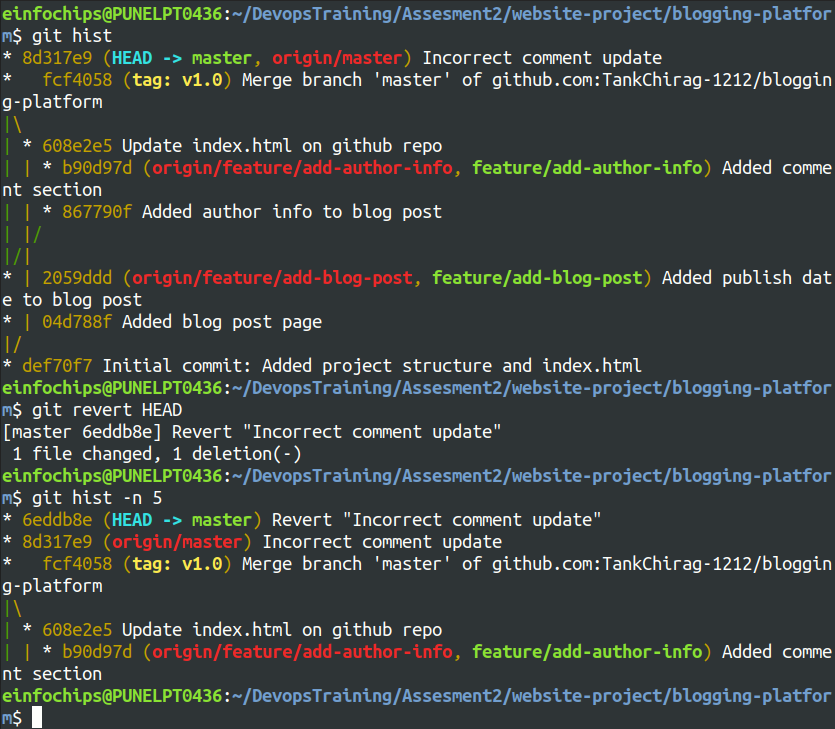 einfochips@PUNELPT0436:~/DevopsTraining/Assesment2/website-project/blogging-platfor
m$ git hist
* 8d317e9 (HEAD -> master, origin/master) Incorrect comment update
*   fcf4058 (tag: v1.0) Merge branch 'master' of github.com:TankChirag-1212/bloggin
g-platform
|\
| * 608e2e5 Update index.html on github repo
| | * b90d97d (origin/feature/add-author-info, feature/add-author-info) Added comme
nt section
| | * 867790f Added author info to blog post
| |/
|/|
* | 2059ddd (origin/feature/add-blog-post, feature/add-blog-post) Added publish dat
e to blog post
* | 04d788f Added blog post page
|/
* def70f7 Initial commit: Added project structure and index.html
einfochips@PUNELPT0436:~/DevopsTraining/Assesment2/website-project/blogging-platfor
m$ git revert HEAD
[master 6eddb8e] Revert "Incorrect comment update"
 1 file changed, 1 deletion(-)
einfochips@PUNELPT0436:~/DevopsTraining/Assesment2/website-project/blogging-platfor
m$ git hist -n 5
* 6eddb8e (HEAD -> master) Revert "Incorrect comment update"
* 8d317e9 (origin/master) Incorrect comment update
*   fcf4058 (tag: v1.0) Merge branch 'master' of github.com:TankChirag-1212/bloggin
g-platform
|\
| * 608e2e5 Update index.html on github repo
| | * b90d97d (origin/feature/add-author-info, feature/add-author-info) Added comme
nt section
einfochips@PUNELPT0436:~/DevopsTraining/Assesment2/website-project/blogging-platfor
m$